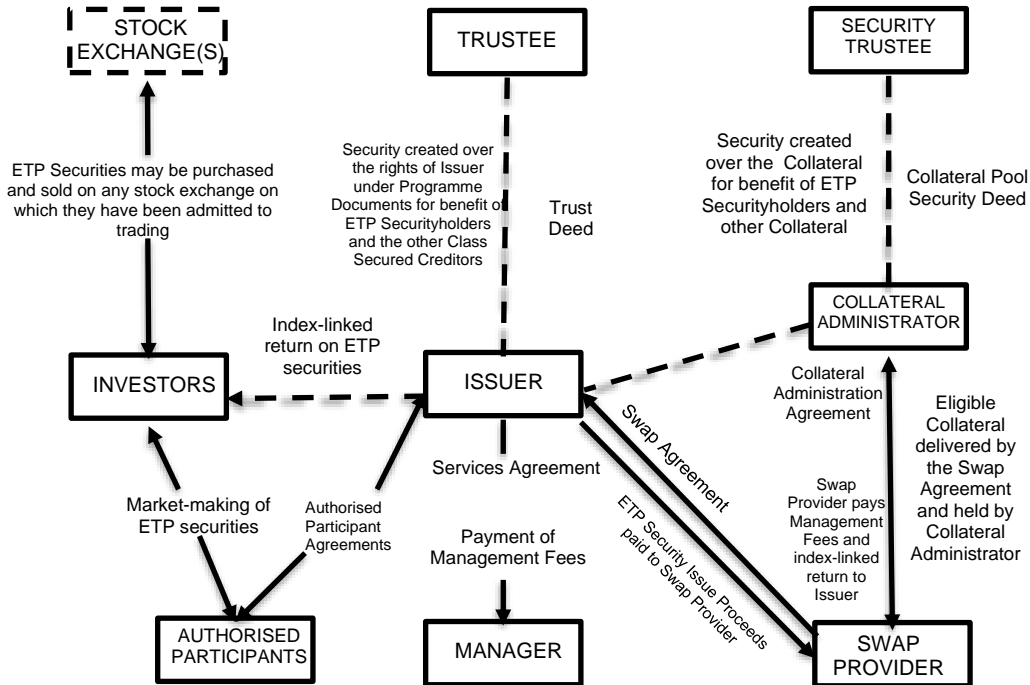 STOCK
EXCHANGE(S)
TRUSTEE
SECURITY
TRUSTEE
ETP Securities may be purchased
and sold on any stock exchange on
which they have been admitted to
trading
Security created over
the rights of Issuer
under Programme
Documents for benefit of
ETP Securityholders
and the other Class
Secured Creditors
Trust
Deed
Security created
over the Collateral
for benefit of ETP
Securityholders and
other Collateral
Collateral Pool
Security Deed
COLLATERAL
ADMINISTRATOR
Index-linked
return on ETP
securities
INVESTORS
ISSUER
Collateral
Administration
Agreement
Eligible
Collateral
delivered by
the Swap
Agreement
and held by
Collateral
Administrator
Swap Agreement
Services Agreement
Market-making of
ETP securities
Authorised
Participant
Agreements
ETP Security Issue Proceeds
paid to Swap Provider
Swap
Provider pays
Management
Fees and
index-linked
return to
Issuer
Payment of
Management Fees
AUTHORISED
PARTICIPANTS
MANAGER
SWAP
PROVIDER